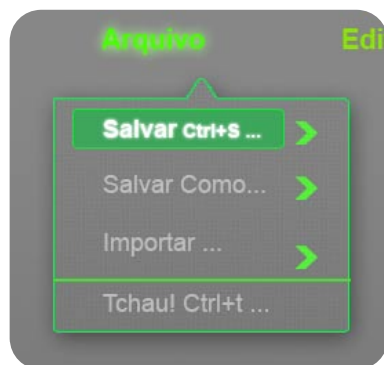 Arquivo Edi
Salvar Ctrl+S ...
Salvar Como...
Importar ...
Tchau! Ctrl+t ...